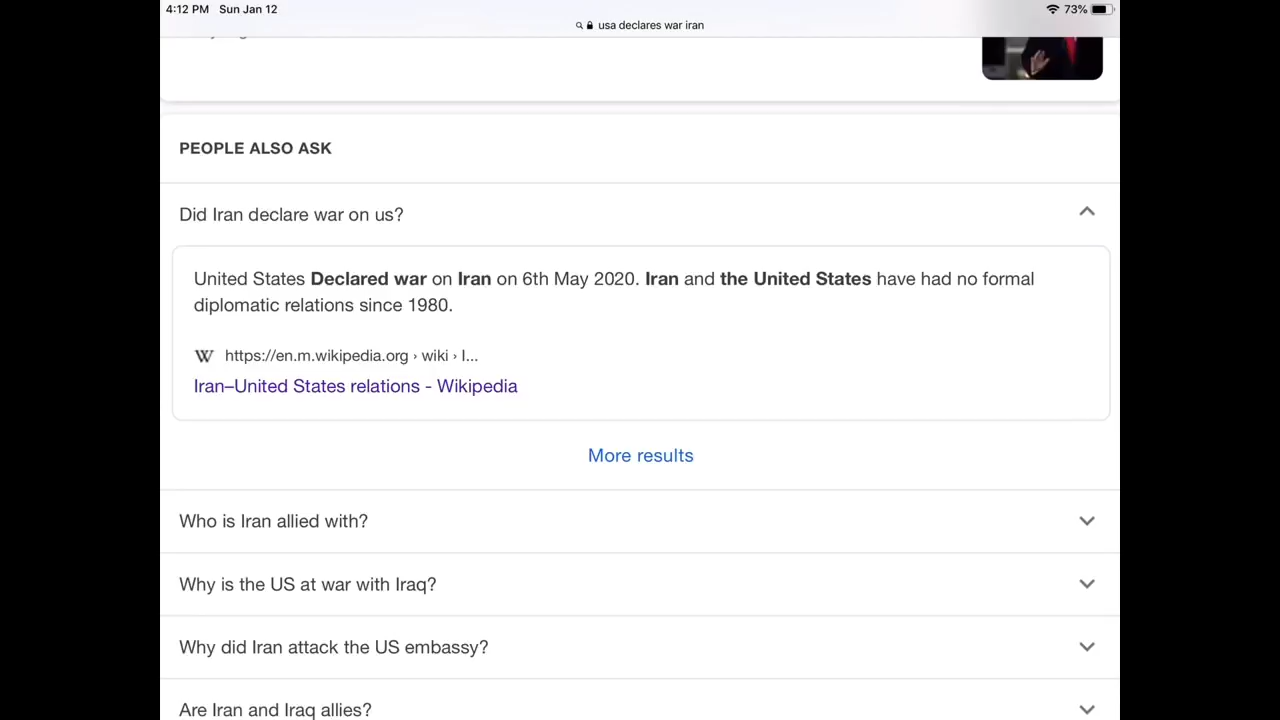 4:12 PM Sun Jan 12
73%
usa declares war iran
PEOPLE ALSO ASK
Did Iran declare war on us?
United States Declared war on Iran on 6th May 2020. Iran and the United States have had no formal
diplomatic relations since 1980.
W https://en.m.wikipedia.org › wiki › I...
Iran–United States relations - Wikipedia
More results
Who is Iran allied with?
Why is the US at war with Iraq?
Why did Iran attack the US embassy?
Are Iran and Iraq allies?